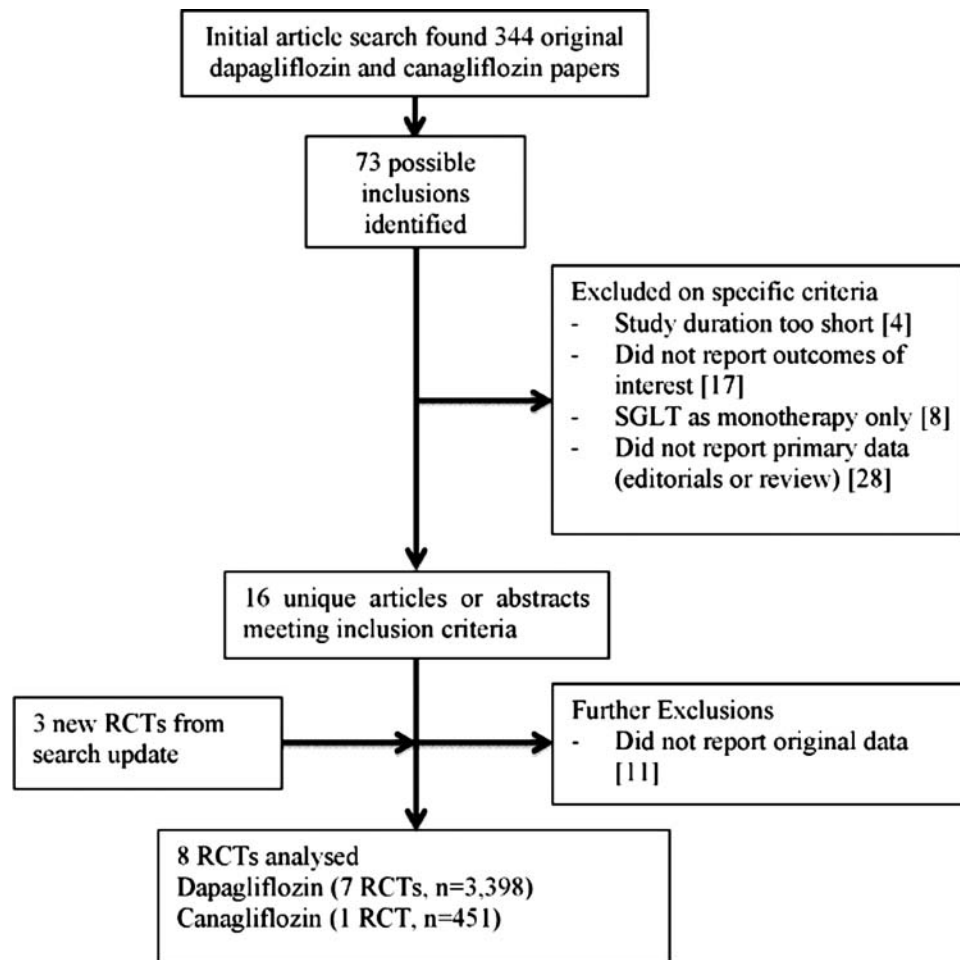 Initial article search found 344 original
dapagliflozin and canagliflozin papers
73 possible
inclusions
identified
Excluded on specific criteria
- Study duration too short [4]
- Did not report outcomes of
interest [17]
- SGLT as monotherapy only [8]
- Did not report primary data
(editorials or review) [28]
16 unique articles or abstracts
meeting inclusion criteria
3 new RCTs from
search update
Further Exclusions
- Did not report original data
[11]
8 RCTs analysed
Dapagliflozin (7 RCTs, n=3,398)
Canagliflozin (1 RCT, n=451)